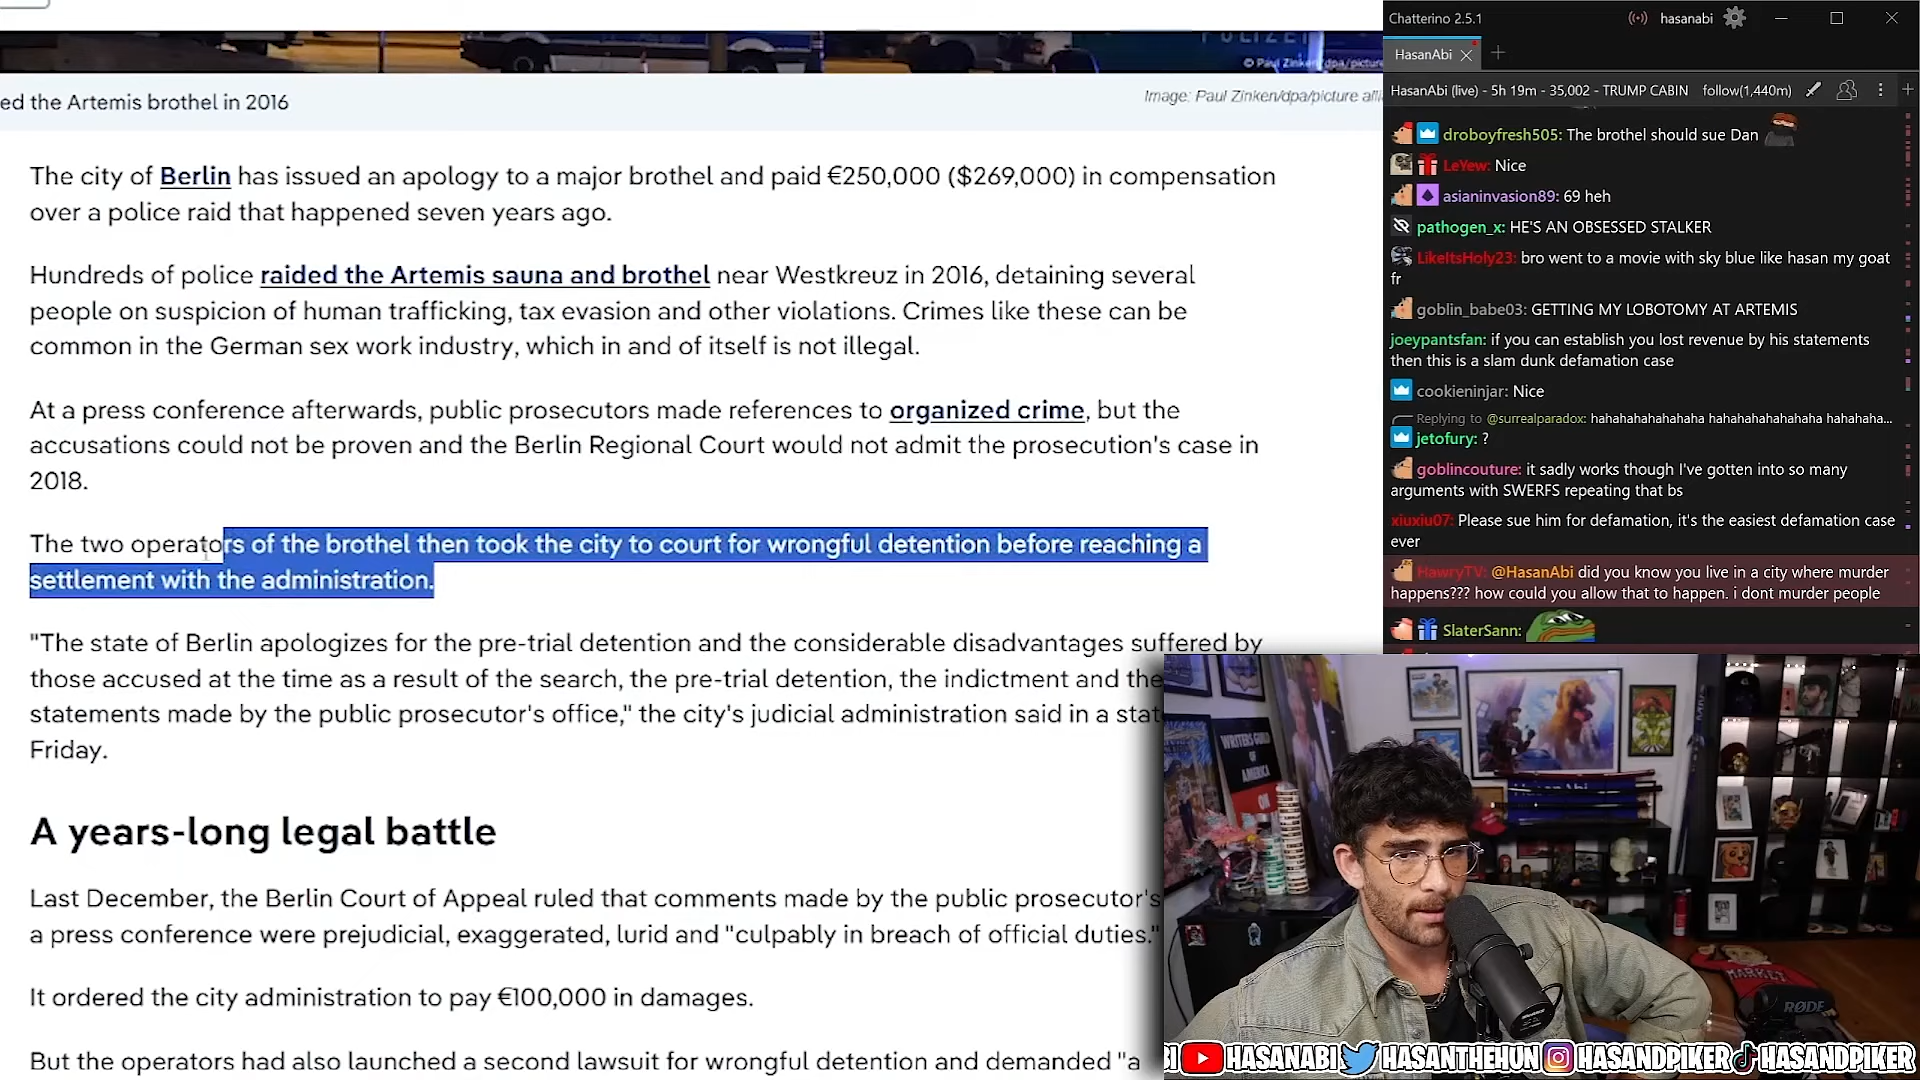 POLIZEI
© Paul Zinken/dpa/picture
ed the Artemis brothel in 2016
Image: Paul Zinken/dpa/picture alli
The city of Berlin has issued an apology to a major brothel and paid €250,000 ($269,000) in compensation
over a police raid that happened seven years ago.
Hundreds of police raided the Artemis sauna and brothel near Westkreuz in 2016, detaining several
people on suspicion of human trafficking, tax evasion and other violations. Crimes like these can be
common in the German sex work industry, which in and of itself is not illegal.
At a press conference afterwards, public prosecutors made references to organized crime, but the
accusations could not be proven and the Berlin Regional Court would not admit the prosecution's case in
2018.
The two operators of the brothel then took the city to court for wrongful detention before reaching a
settlement with the administration.
"The state of Berlin apologizes for the pre-trial detention and the considerable disadvantages suffered by
those accused at the time as a result of the search, the pre-trial detention, the indictment and the
statements made by the public prosecutor's office," the city's judicial administration said in a stat
Friday.
A years-long legal battle
Last December, the Berlin Court of Appeal ruled that comments made by the public prosecutor's
a press conference were prejudicial, exaggerated, lurid and "culpably in breach of official duties."
It ordered the city administration to pay €100,000 in damages.
But the operators had also launched a second lawsuit for wrongful detention and demanded "a
Chatterino 2.5.1
hasanabi
HasanAbi
HasanAbi (live) - 5h 19m - 35,002 - TRUMP CABIN follow(1,440m)
droboyfresh505: The brothel should sue Dan
LeYew: Nice
asianinvasion89: 69 heh
pathogen_x: HE'S AN OBSESSED STALKER
LikeItsHoly23: bro went to a movie with sky blue like hasan my goat
fr
goblin_babe03: GETTING MY LOBOTOMY AT ARTEMIS
joeypantsfan: if you can establish you lost revenue by his statements
then this is a slam dunk defamation case
cookieninjar: Nice
Replying to @surrealparadox: hahahahahahaha hahahahahahaha hahahaha...
jetofury: ?
goblincouture: it sadly works though I've gotten into so many
arguments with SWERFS repeating that bs
xiuxiu07: Please sue him for defamation, it's the easiest defamation case
ever
HawryTV: @HasanAbi did you know you live in a city where murder
happens??? how could you allow that to happen. i dont murder people
SlaterSann:
WRITERS GUILD
OF
AMERICA
ON
MARKET
RØDE
BI HASANABI HASANTHEHUN HASANDPIKER HASANDPIKER